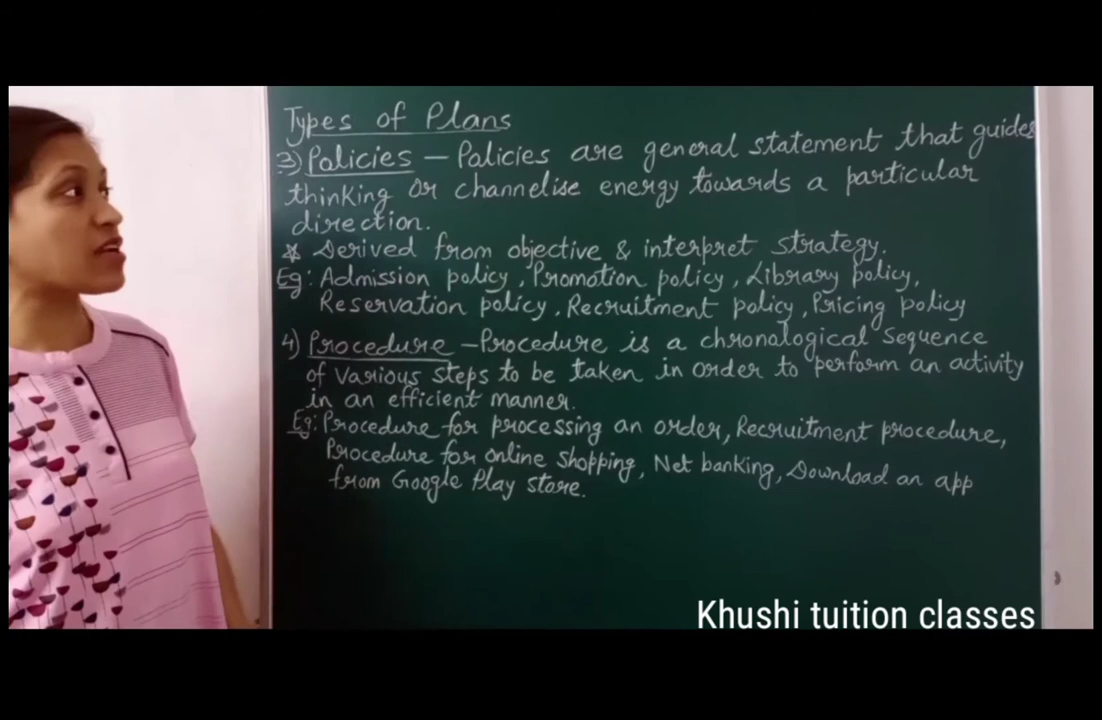 Types of Plans
3) Policies – Policies are general statement that guides
thinking or channelise energy towards a particular
direction.
* Derived from objective & interpret strategy.
Eg: Admission policy, Promotion policy, Library policy,
Reservation policy, Recruitment policy, Pricing policy
4) Procedure – Procedure is a chronological sequence
of various steps to be taken in order to perform an activity
in an efficient manner.
Eg: Procedure for processing an order, Recruitment procedure,
Procedure for online shopping, Net banking, Download an app
from Google Play store.
Khushi tuition classes